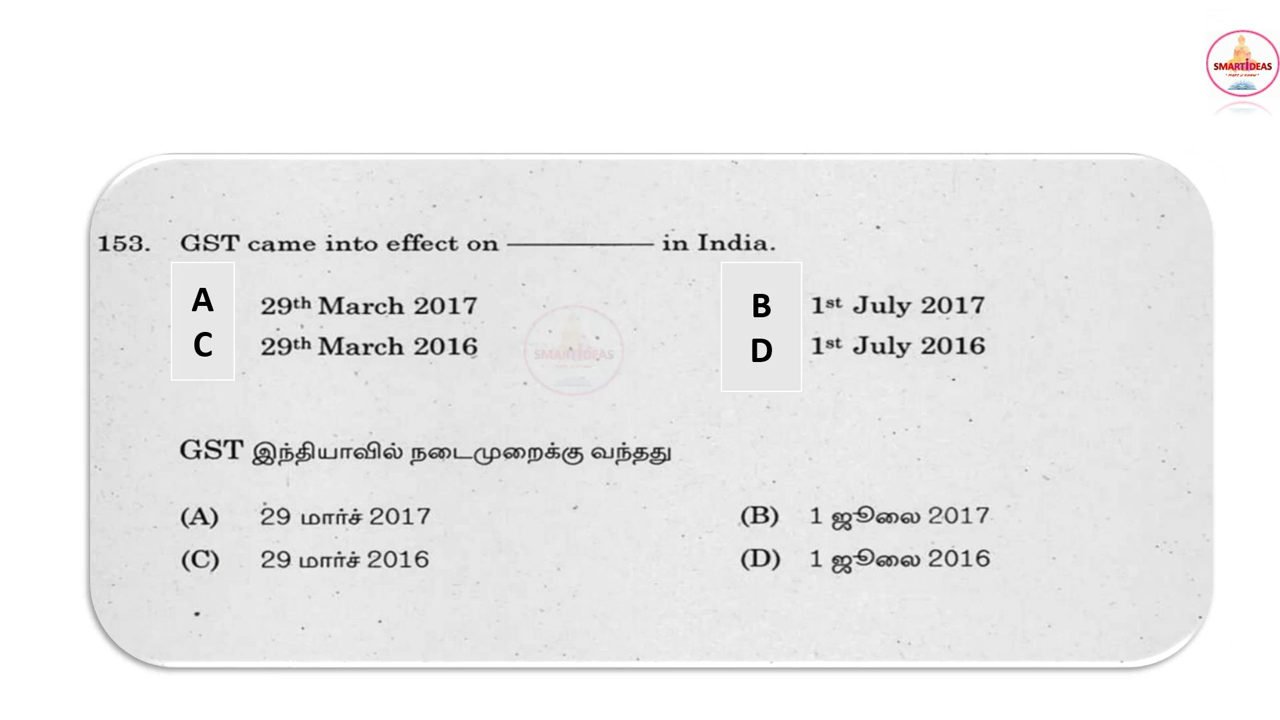 SMARTIDEAS
153. GST came into effect on ———— in India.
A 29th March 2017 B 1st July 2017
C 29th March 2016 D 1st July 2016
SMARTIDEAS
GST இந்தியாவில் நடைமுறைக்கு வந்தது
(A) 29 மார்ச் 2017 (B) 1 ஜூலை 2017
(C) 29 மார்ச் 2016 (D) 1 ஜூலை 2016